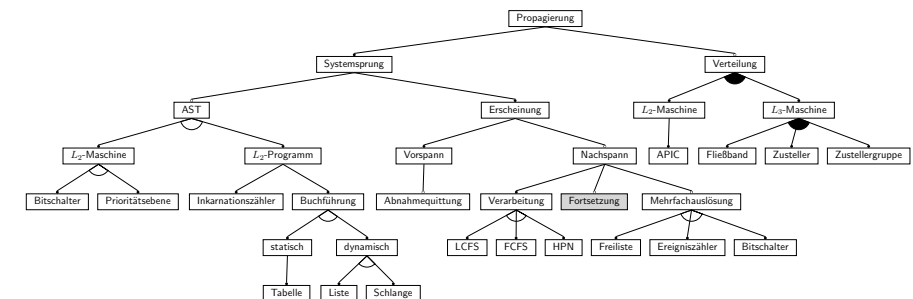 Propagierung
Systemsprung Verteilung
AST Erscheinung L₂-Maschine L₃-Maschine
L₂-Maschine L₂-Programm Vorspann Nachspann APIC Fließband Zusteller Zustellergruppe
Bitschalter Prioritätsebene Inkarnationszähler Buchführung Abnahmequittung Verarbeitung Fortsetzung Mehrfachauslösung
statisch dynamisch LCFS FCFS HPN Freiliste Ereigniszähler Bitschalter
Tabelle Liste Schlange